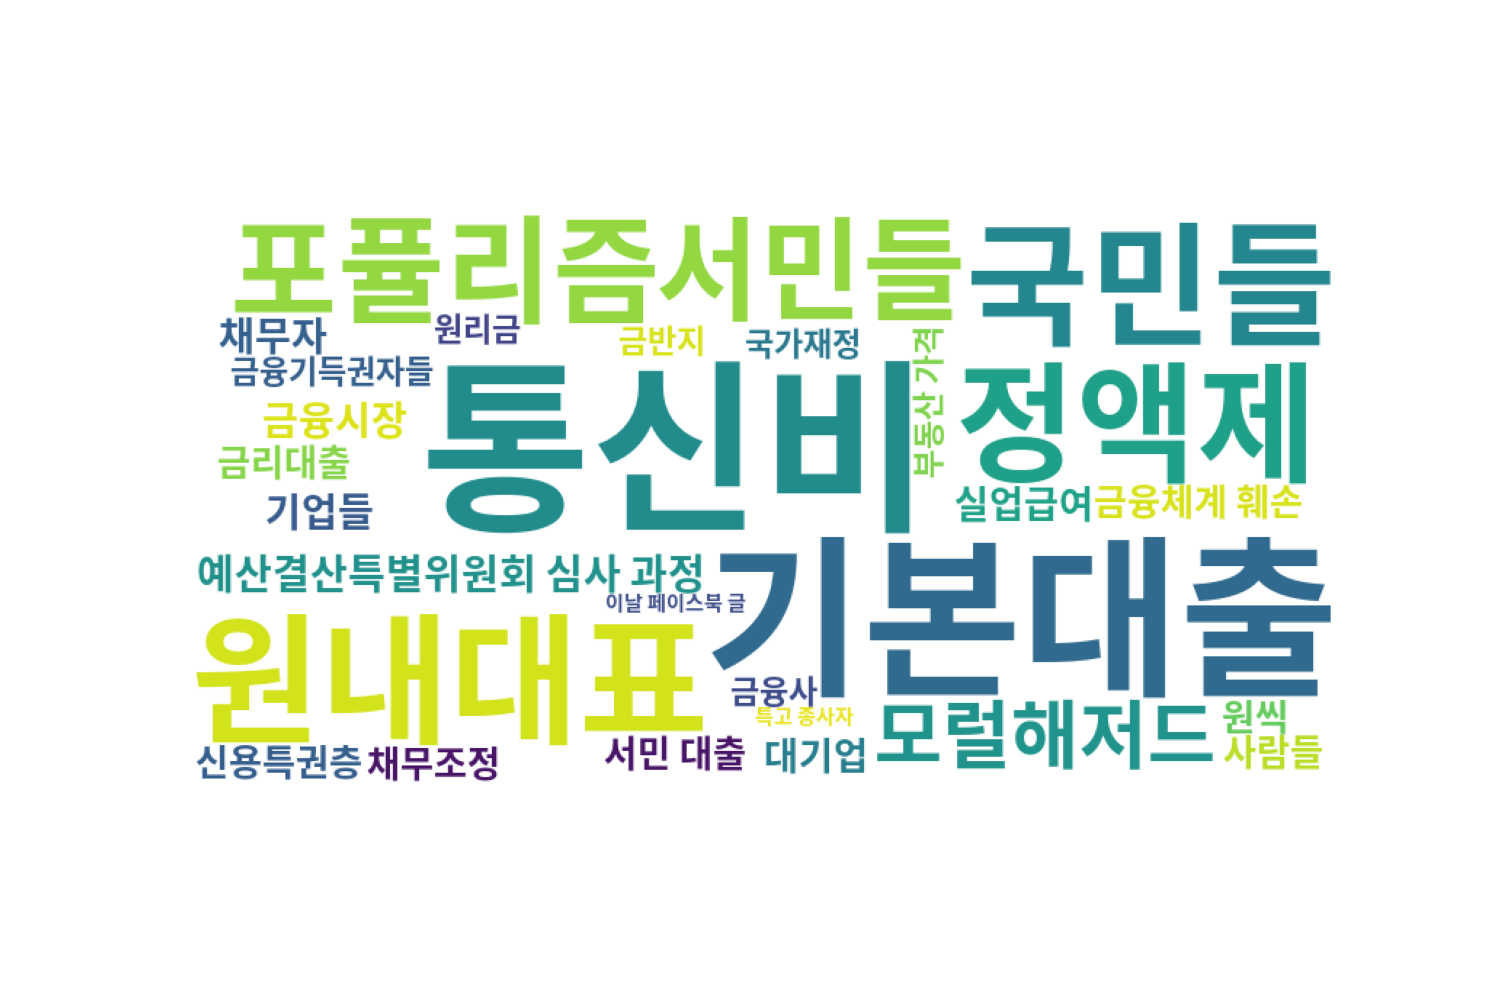 포퓰리즘 서민들 국민들
채무자 원리금 금반지 국가재정
부동산 가격
금융기득권자들
통신비 정액제
금융시장
금리대출
기업들
실업급여 금융체계 훼손
예산결산특별위원회 심사 과정
기본대출
이날 페이스북 글
원내대표
금융사
특고 종사자
모럴해저드 원씩
신용특권층 채무조정 서민 대출 대기업 사람들